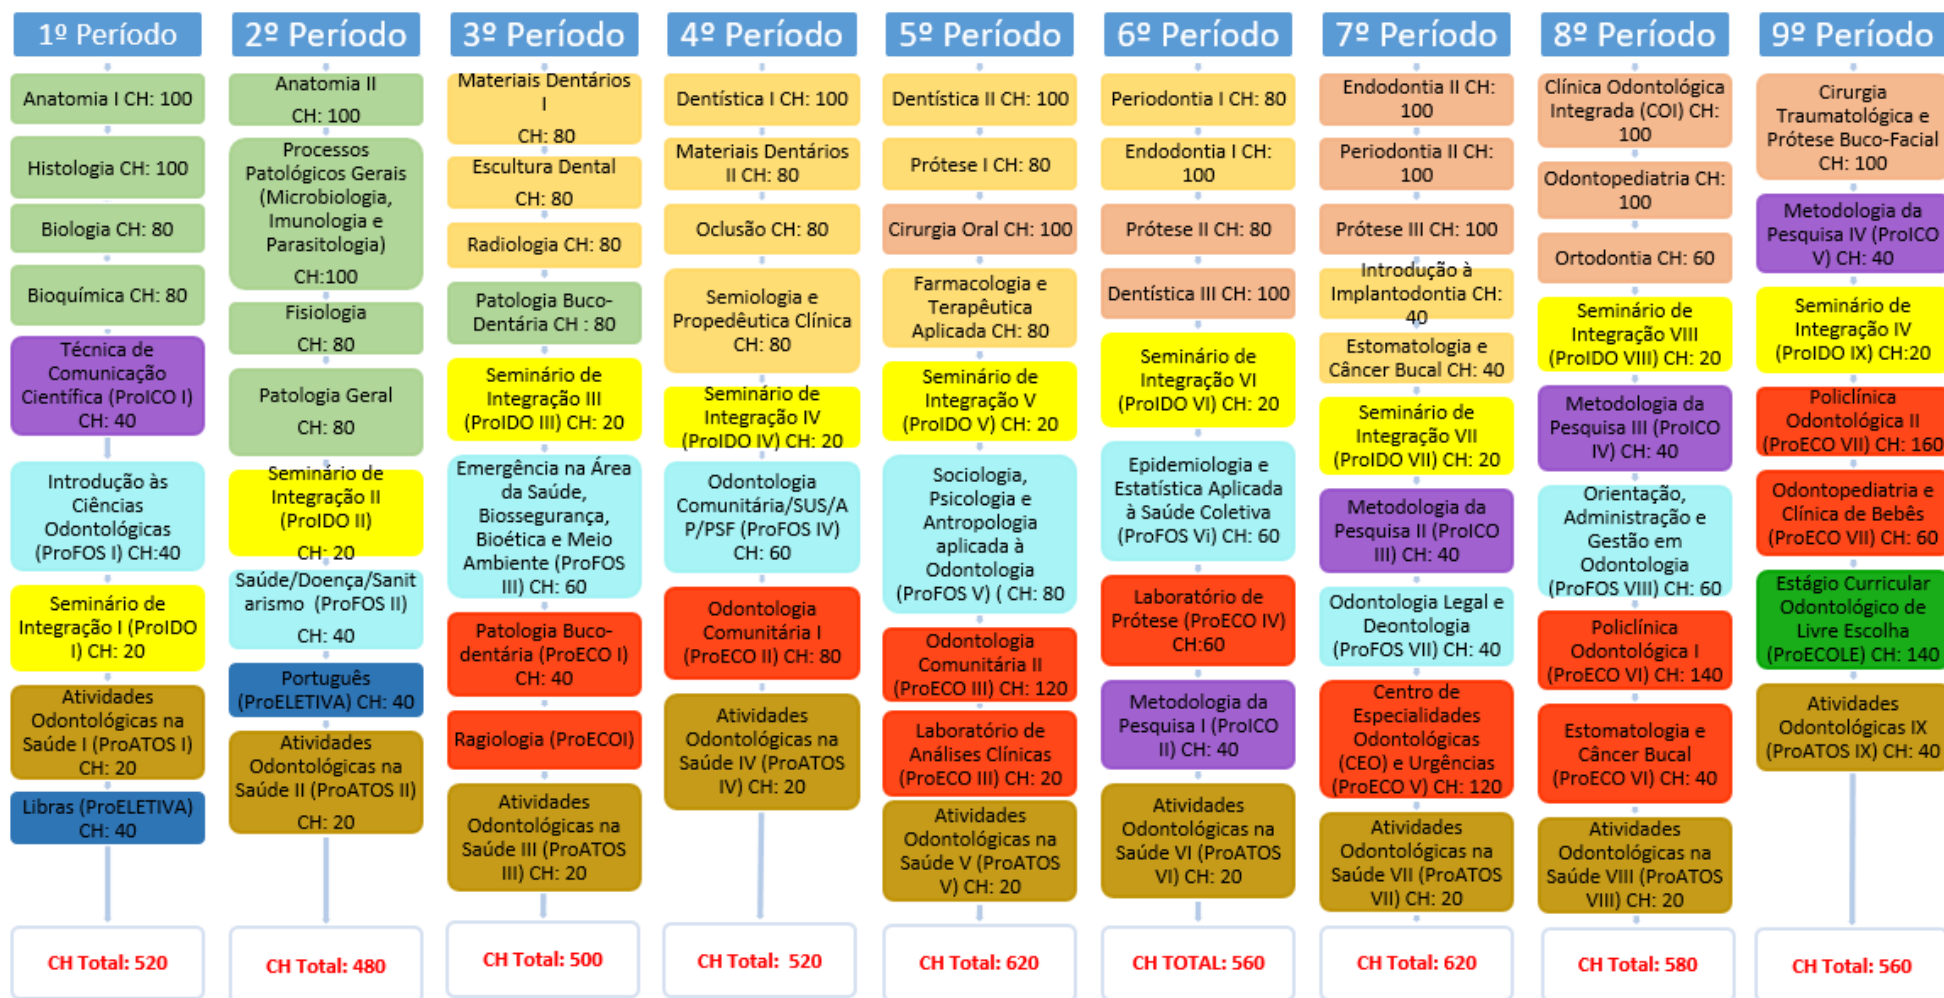 1º Período
Anatomia I CH: 100
Histologia CH: 100
Biologia CH: 80
Bioquímica CH: 80
Técnica de
Comunicação
Científica (ProICO I)
CH: 40
Introdução às
Ciências
Odontológicas
(ProFOS I) CH:40
Seminário de
Integração I (ProIDO
I) CH: 20
Atividades
Odontológicas na
Saúde I (ProATOS I)
CH: 20
Libras (ProELETIVA)
CH: 40
CH Total: 520
2º Período
Anatomia II
CH: 100
Processos
Patológicos Gerais
(Microbiologia,
Imunologia e
Parasitologia)
CH:100
Fisiologia
CH: 80
Patologia Geral
CH: 80
Seminário de
Integração II
(ProIDO II)
CH: 20
Saúde/Doença/Sanit
arismo (ProFOS II)
CH: 40
Português
(ProELETIVA) CH: 40
Atividades
Odontológicas na
Saúde II (ProATOS II)
CH: 20
CH Total: 480
3º Período
Materiais Dentários
I
CH: 80
Escultura Dental
CH: 80
Radiologia CH: 80
Patologia Buco-
Dentária CH : 80
Seminário de
Integração III
(ProIDO III) CH: 20
Emergência na Área
da Saúde,
Biossegurança,
Bioética e Meio
Ambiente (ProFOS
III) CH: 60
Patologia Buco-
dentária (ProECO I)
CH: 40
Ragiologia (ProECOI)
Atividades
Odontológicas na
Saúde III (ProATOS
III) CH: 20
CH Total: 500
4º Período
Dentística I CH: 100
Materiais Dentários
II CH: 80
Oclusão CH: 80
Semiologia e
Propedêutica Clínica
CH: 80
Seminário de
Integração IV
(ProIDO IV) CH: 20
Odontologia
Comunitária/SUS/A
P/PSF (ProFOS IV)
CH: 60
Odontologia
Comunitária I
(ProECO II) CH: 80
Atividades
Odontológicas na
Saúde IV (ProATOS
IV) CH: 20
CH Total: 520
5º Período
Dentística II CH: 100
Prótese I CH: 80
Cirurgia Oral CH: 100
Farmacologia e
Terapêutica
Aplicada CH: 80
Seminário de
Integração V
(ProIDO V) CH: 20
Sociologia,
Psicologia e
Antropologia
aplicada à
Odontologia
(ProFOS V) ( CH: 80
Odontologia
Comunitária II
(ProECO III) CH: 120
Laboratório de
Análises Clínicas
(ProECO III) CH: 20
Atividades
Odontológicas na
Saúde V (ProATOS
V) CH: 20
CH Total: 620
6º Período
Periodontia I CH: 80
Endodontia I CH:
100
Prótese II CH: 80
Dentística III CH: 100
Seminário de
Integração VI
(ProIDO VI) CH: 20
Epidemiologia e
Estatística Aplicada
à Saúde Coletiva
(ProFOS Vi) CH: 60
Laboratório de
Prótese (ProECO IV)
CH:60
Metodologia da
Pesquisa I (ProICO
II) CH: 40
Atividades
Odontológicas na
Saúde VI (ProATOS
VI) CH: 20
CH TOTAL: 560
7º Período
Endodontia II CH:
100
Periodontia II CH:
100
Prótese III CH: 100
Introdução à
Implantodontia CH:
40
Estomatologia e
Câncer Bucal CH: 40
Seminário de
Integração VII
(ProIDO VII) CH: 20
Metodologia da
Pesquisa II (ProICO
III) CH: 40
Odontologia Legal e
Deontologia
(ProFOS VII) CH: 40
Centro de
Especialidades
Odontológicas
(CEO) e Urgências
(ProECO V) CH: 120
Atividades
Odontológicas na
Saúde VII (ProATOS
VII) CH: 20
CH Total: 620
8º Período
Clínica Odontológica
Integrada (COI) CH:
100
Odontopediatria CH:
100
Ortodontia CH: 60
Seminário de
Integração VIII
(ProIDO VIII) CH: 20
Metodologia da
Pesquisa III (ProICO
IV) CH: 40
Orientação,
Administração e
Gestão em
Odontologia
(ProFOS VIII) CH: 60
Policlínica
Odontológica I
(ProECO VI) CH: 140
Estomatologia e
Câncer Bucal
(ProECO VI) CH: 40
Atividades
Odontológicas na
Saúde VIII (ProATOS
VIII) CH: 20
CH Total: 580
9º Período
Cirurgia
Traumatológica e
Prótese Buco-Facial
CH: 100
Metodologia da
Pesquisa IV (ProICO
V) CH: 40
Seminário de
Integração IV
(ProIDO IX) CH:20
Policlínica
Odontológica II
(ProECO VII) CH: 160
Odontopediatria e
Clínica de Bebês
(ProECO VII) CH: 60
Estágio Curricular
Odontológico de
Livre Escolha
(ProECOLE) CH: 140
Atividades
Odontológicas IX
(ProATOS IX) CH: 40
CH Total: 560